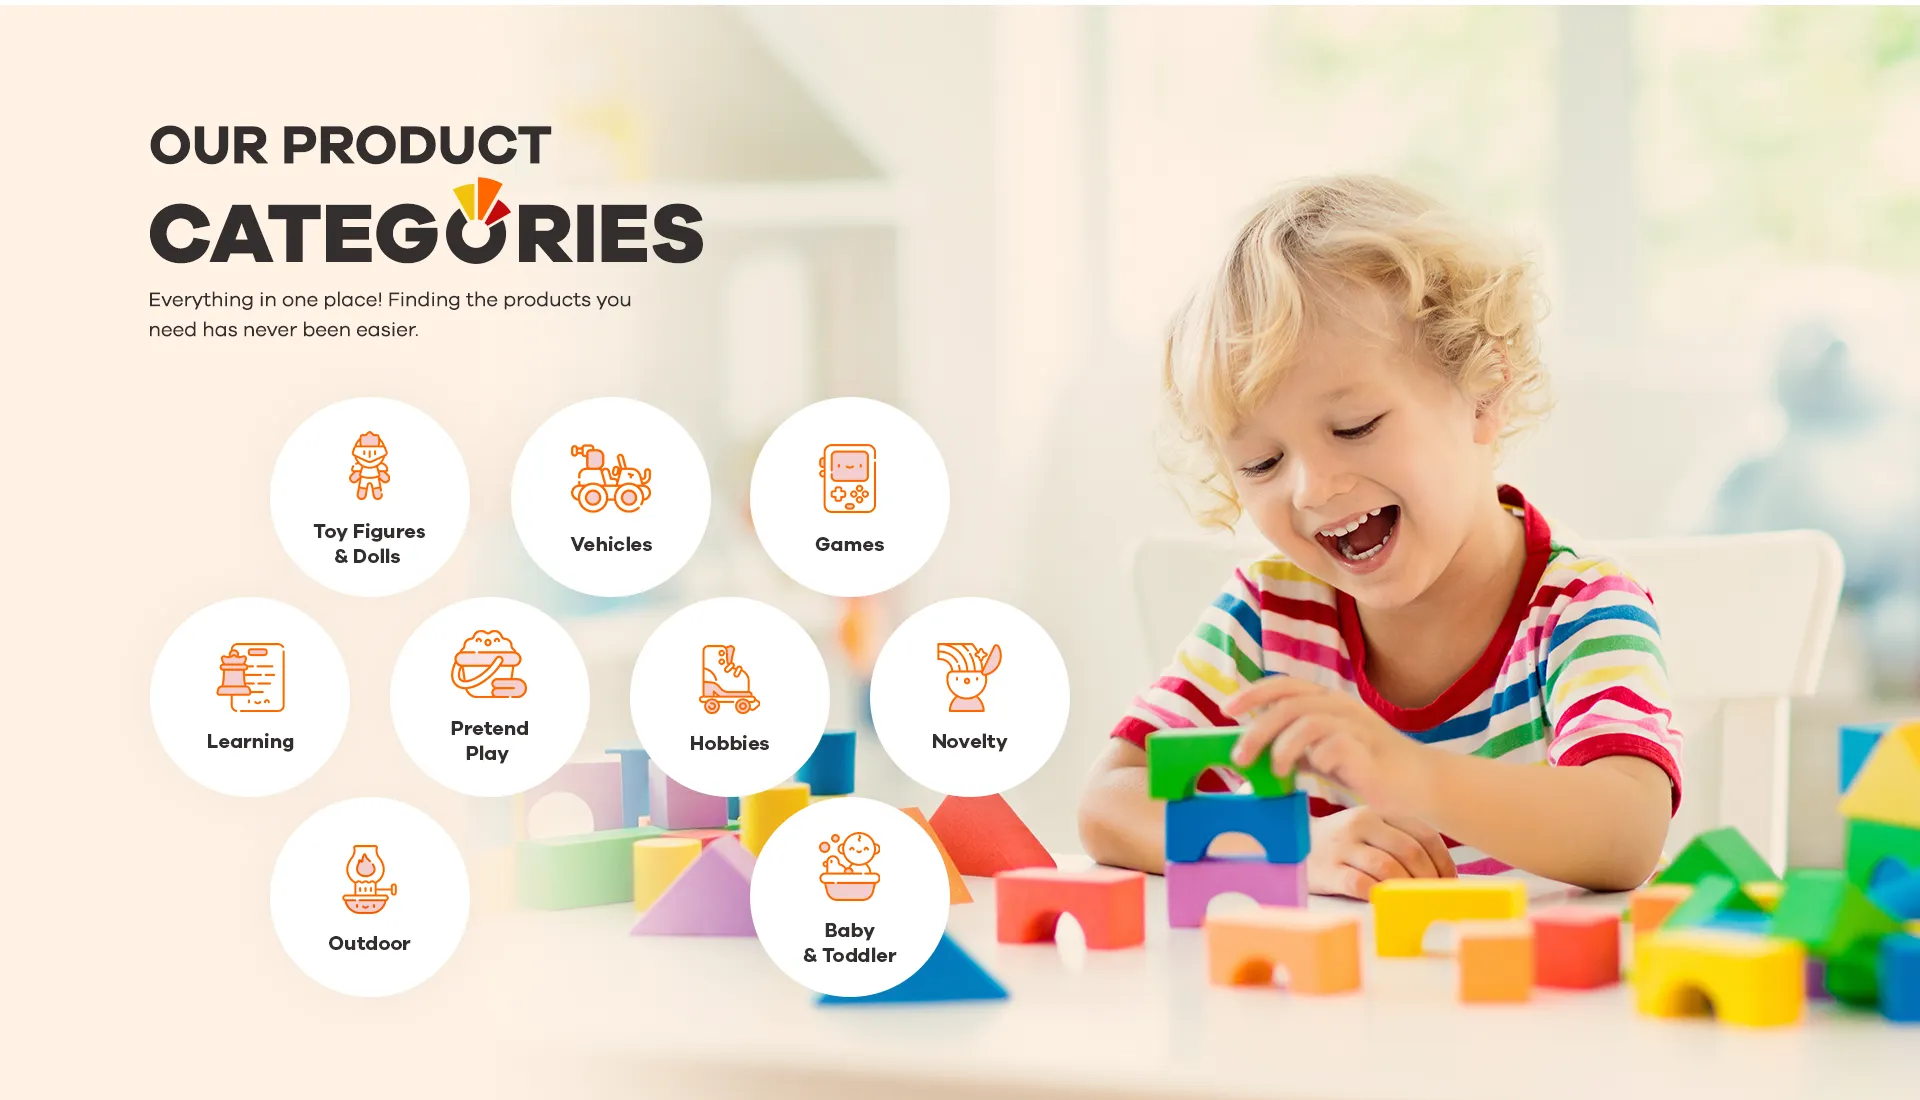 OUR PRODUCT
CATEGORIES
Everything in one place! Finding the products you
need has never been easier.
Toy Figures
& Dolls
Vehicles
Games
Learning
Pretend
Play
Hobbies
Novelty
Outdoor
Baby
& Toddler